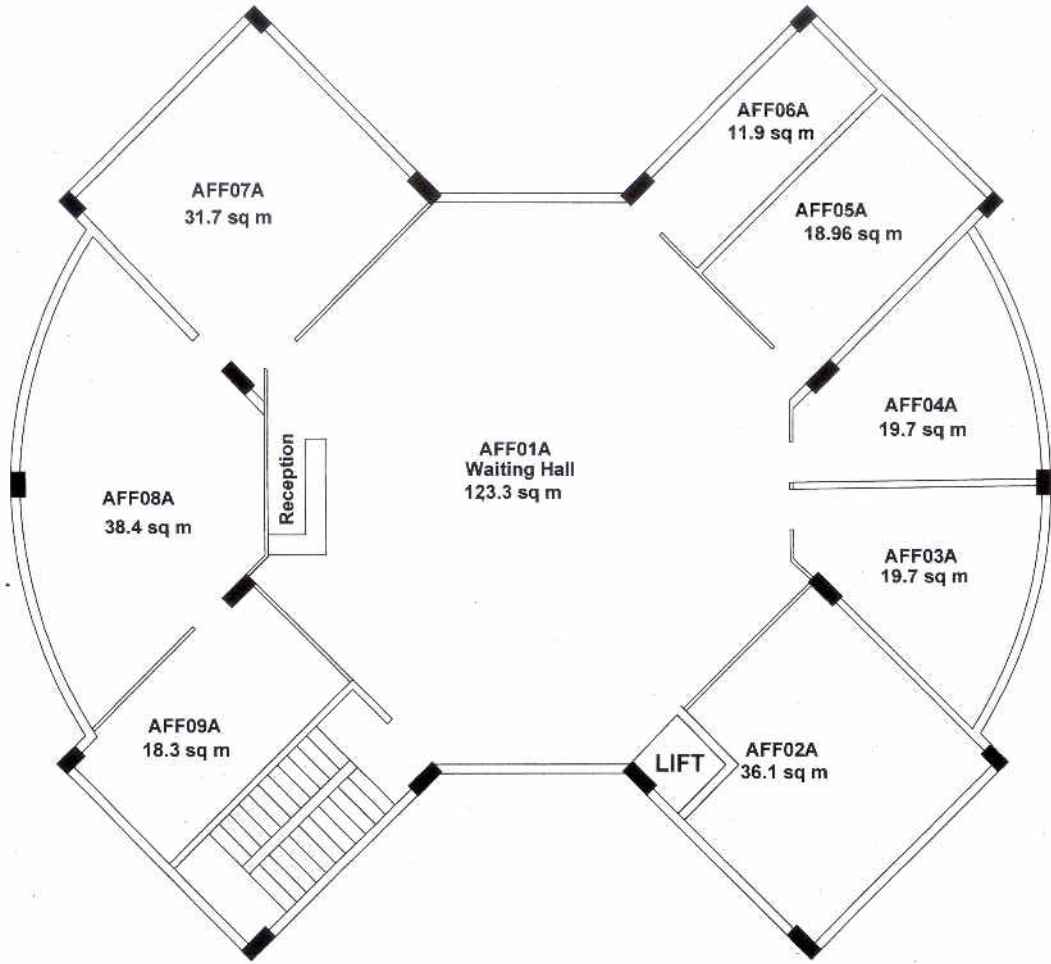 AFF06A
11.9 sq m
AFF07A
31.7 sq m
AFF05A
18.96 sq m
AFF04A
19.7 sq m
AFF01A
Waiting Hall
123.3 sq m
Reception
AFF08A
38.4 sq m
AFF03A
19.7 sq m
AFF09A
18.3 sq m
LIFT
AFF02A
36.1 sq m